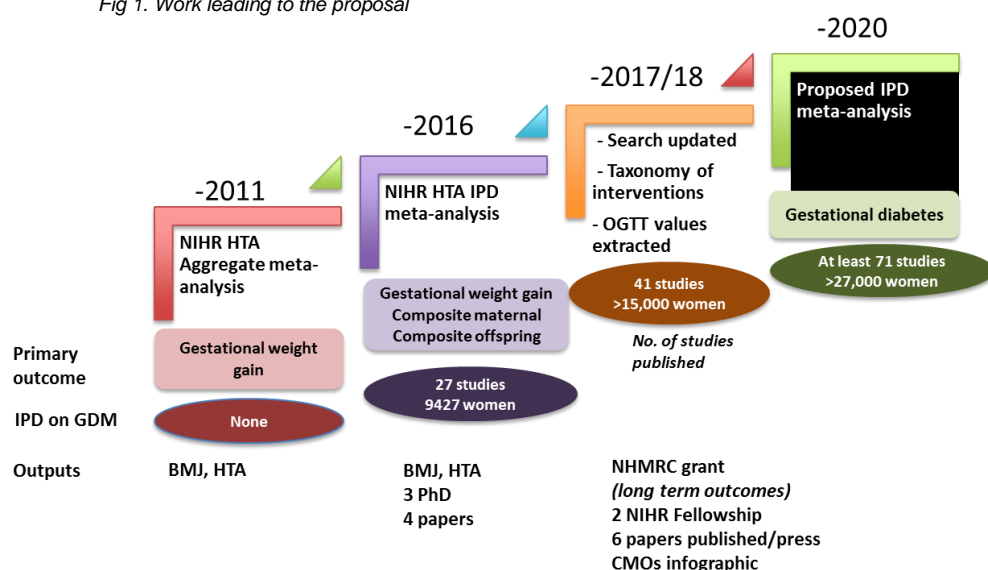 Fig 1. Work leading to the proposal
-2011
NIHR HTA
Aggregate meta-
analysis
Gestational weight
gain
None
BMJ, HTA
-2016
NIHR HTA IPD
meta-analysis
Gestational weight gain
Composite maternal
Composite offspring
27 studies
9427 women
BMJ, HTA
3 PhD
4 papers
-2017/18
- Search updated
- Taxonomy of
interventions
- OGTT values
extracted
41 studies
>15,000 women
No. of studies
published
NHMRC grant
(long term outcomes)
2 NIHR Fellowship
6 papers published/press
CMOs infographic
-2020
Proposed IPD
meta-analysis
Gestational diabetes
At least 71 studies
>27,000 women
Primary
outcome
IPD on GDM
Outputs